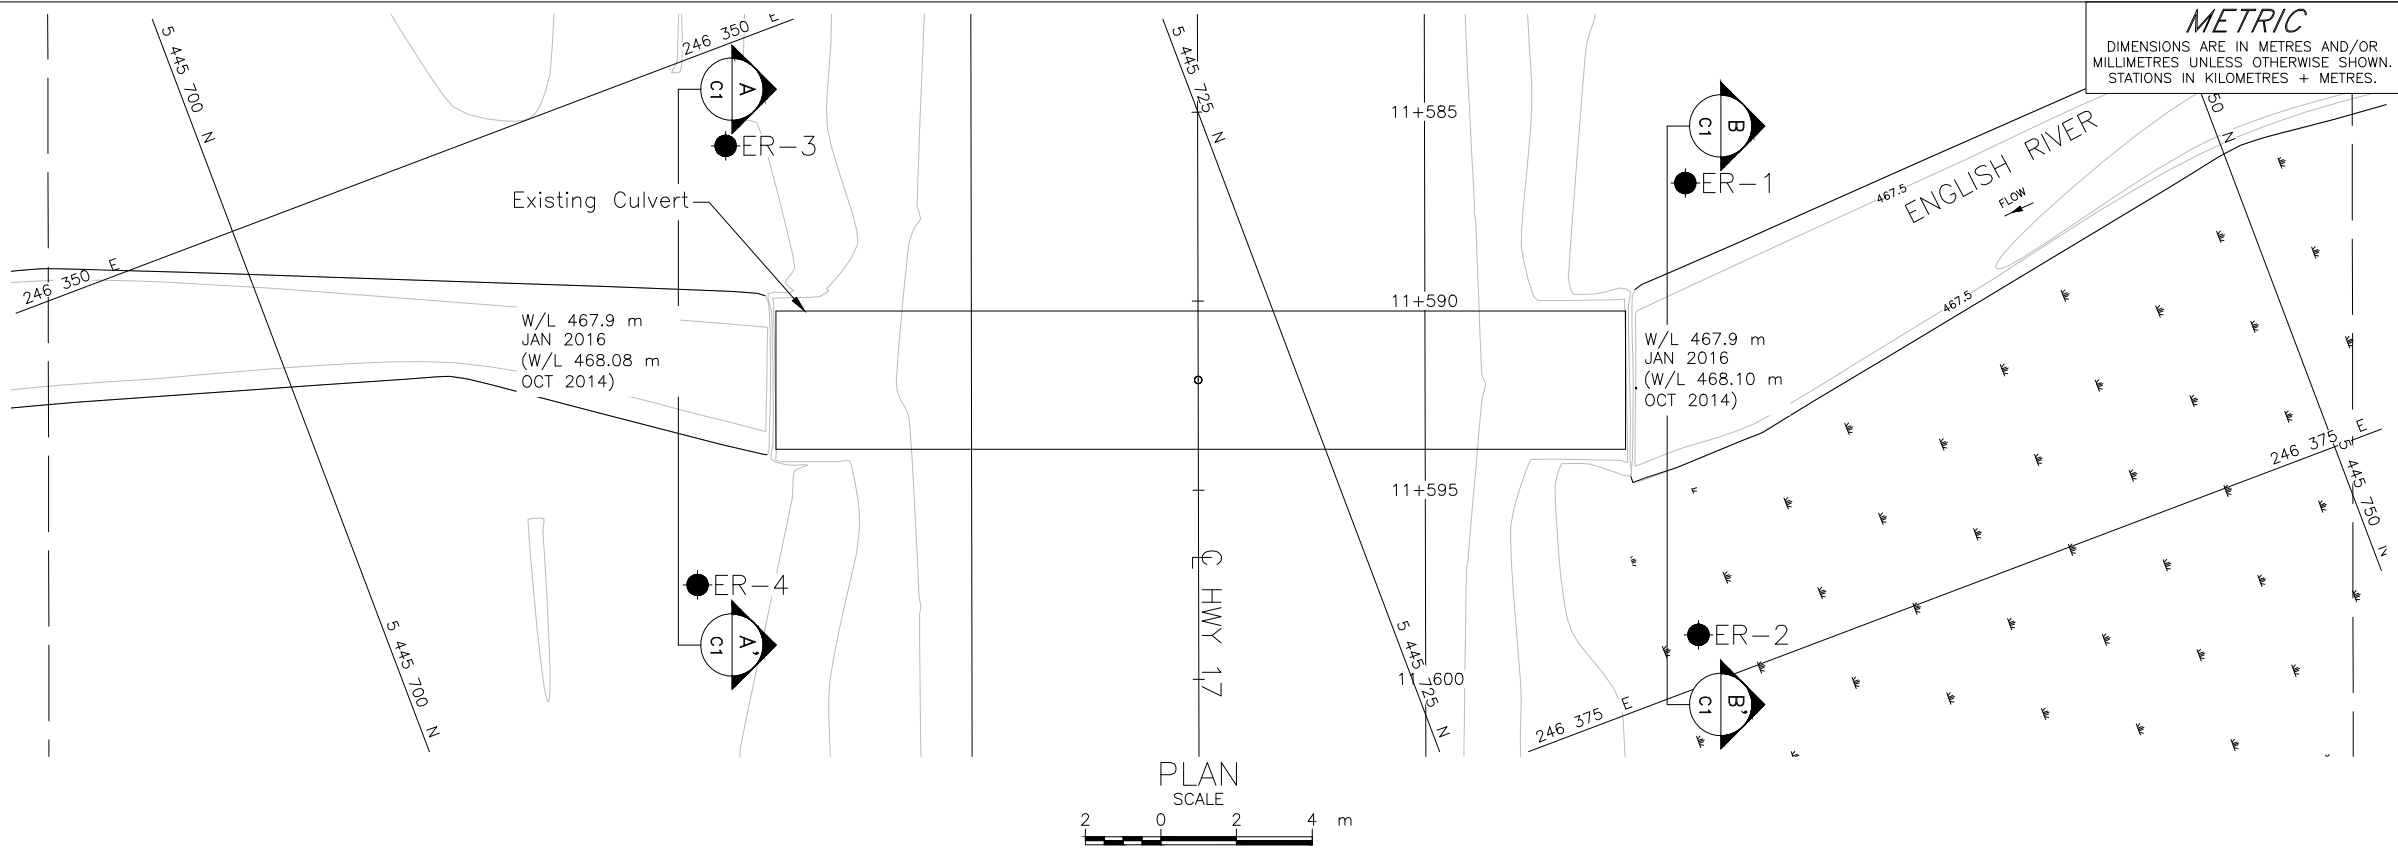 METRIC
DIMENSIONS ARE IN METRES AND/OR
MILLIMETRES UNLESS OTHERWISE SHOWN.
STATIONS IN KILOMETRES + METRES.
5 445 700 N
246 350 E
5 445 725 N
50 N
A
C1
ER-3
11+585
B
C1
ER-1
ENGLISH RIVER
FLOW
467.5
Existing Culvert
246 350 E
11+590
467.5
W/L 467.9 m
JAN 2016
(W/L 468.08 m
OCT 2014)
W/L 467.9 m
JAN 2016
(W/L 468.10 m
OCT 2014)
246 375 E
5 445 750 N
11+595
ER-4
A'
C1
C HWY 17
ER-2
B'
C1
5 445 700 N
5 445 725 N
11 600
246 375 E
PLAN
SCALE
2 0 2 4 m